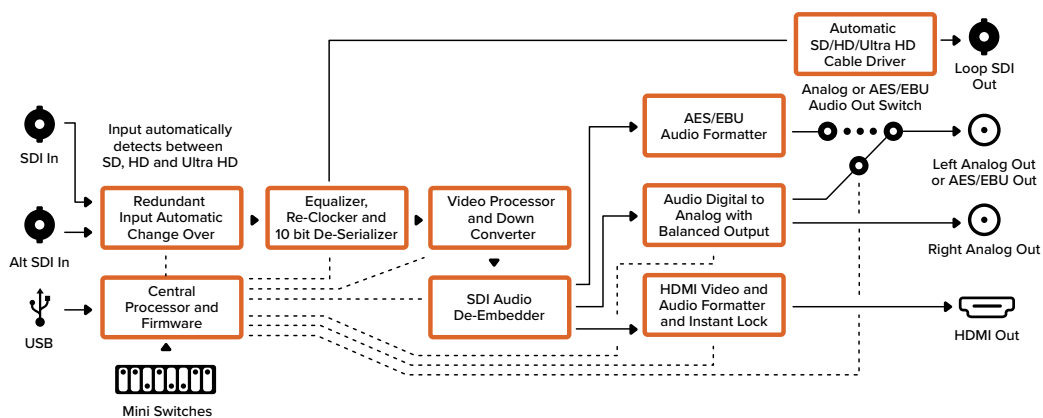 Automatic
SD/HD/Ultra HD
Cable Driver
Loop SDI
Out
Analog or AES/EBU
Audio Out Switch
SDI In
Input automatically
detects between
SD, HD and Ultra HD
AES/EBU
Audio Formatter
Left Analog Out
or AES/EBU Out
Alt SDI In
Redundant
Input Automatic
Change Over
Equalizer,
Re-Clocker and
10 bit De-Serializer
Video Processor
and Down
Converter
Audio Digital to
Analog with
Balanced Output
Right Analog Out
USB
Central
Processor and
Firmware
SDI Audio
De-Embedder
HDMI Video and
Audio Formatter
and Instant Lock
HDMI Out
Mini Switches